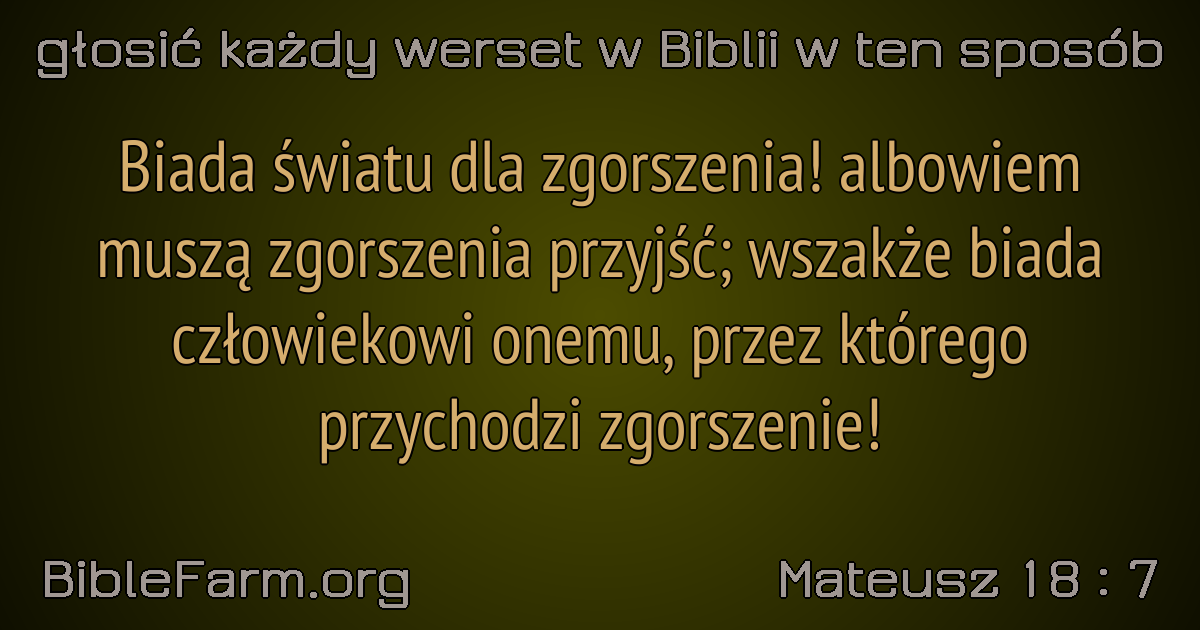 głosić każdy werset w Biblii w ten sposób
Biada światu dla zgorszenia! albowiem
muszą zgorszenia przyjść; wszakże biada
człowiekowi onemu, przez którego
przychodzi zgorszenie!
BibleFarm.org
Mateusz 18 : 7